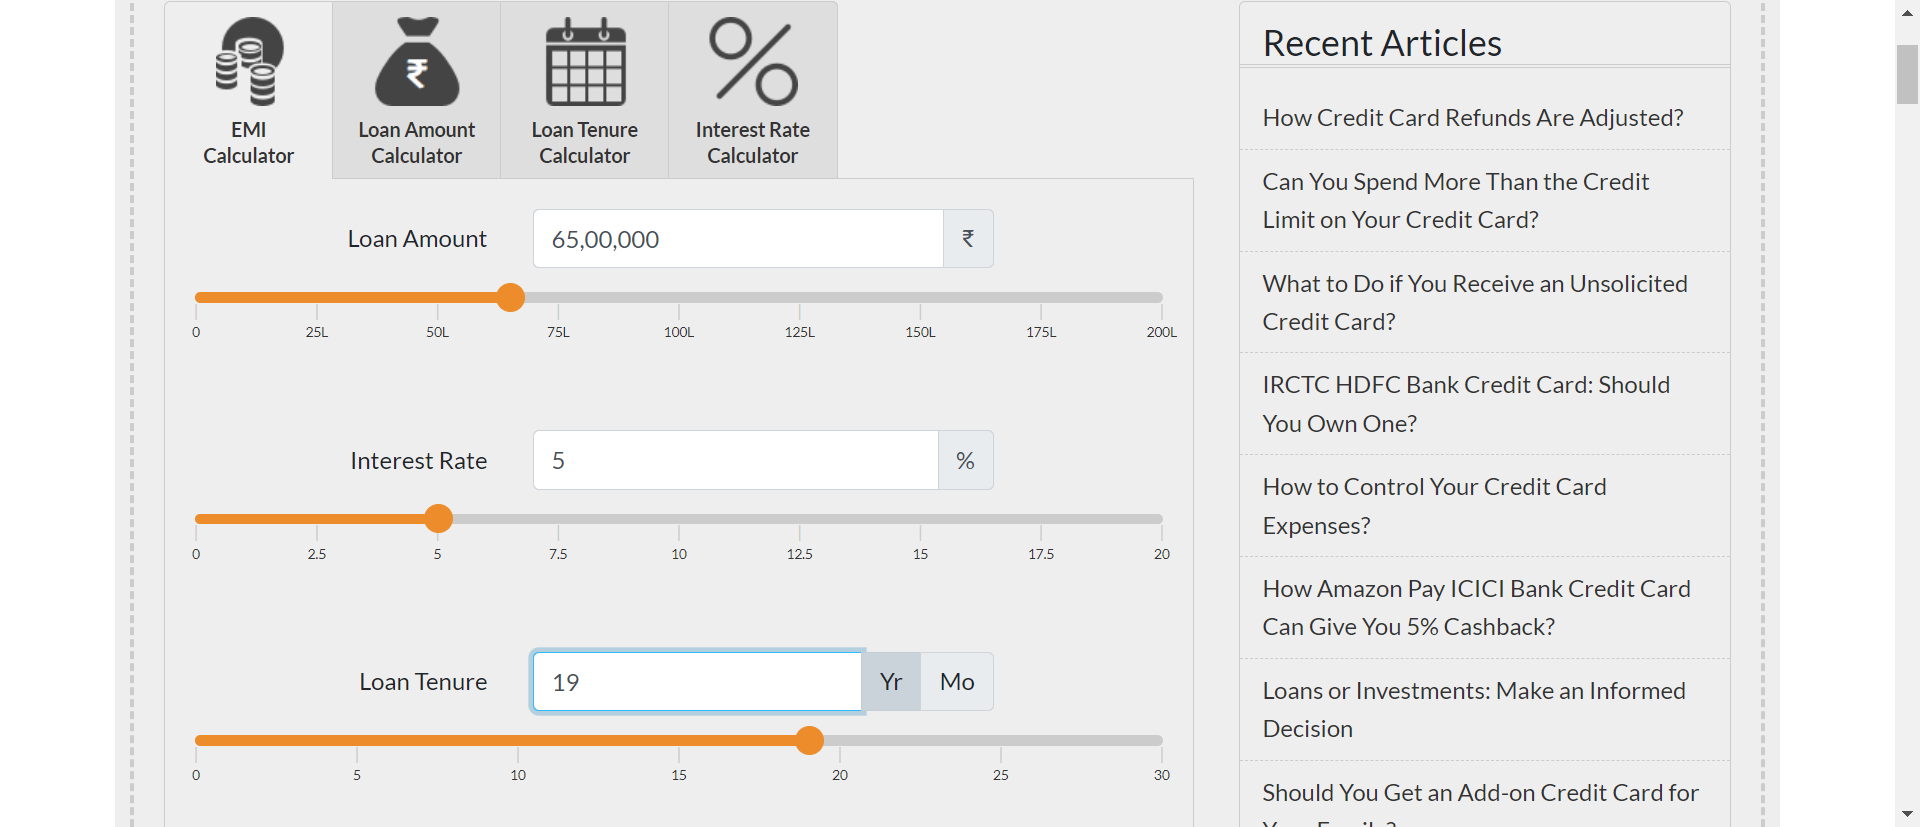 EMI
Calculator
Loan Amount
Calculator
Loan Tenure
Calculator
Interest Rate
Calculator
Loan Amount
65,00,000
₹
0 25L 50L 75L 100L 125L 150L 175L 200L
Interest Rate
5
%
0 2.5 5 7.5 10 12.5 15 17.5 20
Loan Tenure
19
Yr
Mo
0 5 10 15 20 25 30
Recent Articles
How Credit Card Refunds Are Adjusted?
Can You Spend More Than the Credit
Limit on Your Credit Card?
What to Do if You Receive an Unsolicited
Credit Card?
IRCTC HDFC Bank Credit Card: Should
You Own One?
How to Control Your Credit Card
Expenses?
How Amazon Pay ICICI Bank Credit Card
Can Give You 5% Cashback?
Loans or Investments: Make an Informed
Decision
Should You Get an Add-on Credit Card for